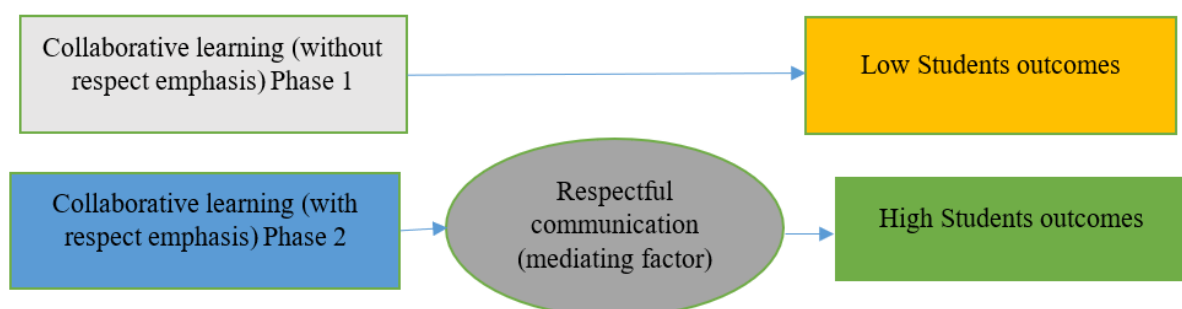 Collaborative learning (without
respect emphasis) Phase 1
Low Students outcomes
Collaborative learning (with
respect emphasis) Phase 2
Respectful
communication
(mediating factor)
High Students outcomes